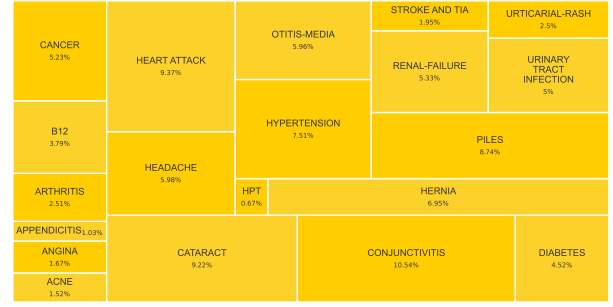 CANCER
5.23%
B12
3.79%
ARTHRITIS
2.51%
APPENDICITIS 1.03%
ANGINA
1.67%
ACNE
1.52%
HEART ATTACK
9.37%
HEADACHE
5.98%
OTITIS-MEDIA
5.96%
HYPERTENSION
7.51%
STROKE AND TIA
1.95%
RENAL-FAILURE
5.33%
URTICARIAL-RASH
2.5%
URINARY
TRACT
INFECTION
5%
PILES
8.74%
HPT
0.67%
HERNIA
6.95%
CATARACT
9.22%
CONJUNCTIVITIS
10.54%
DIABETES
4.52%